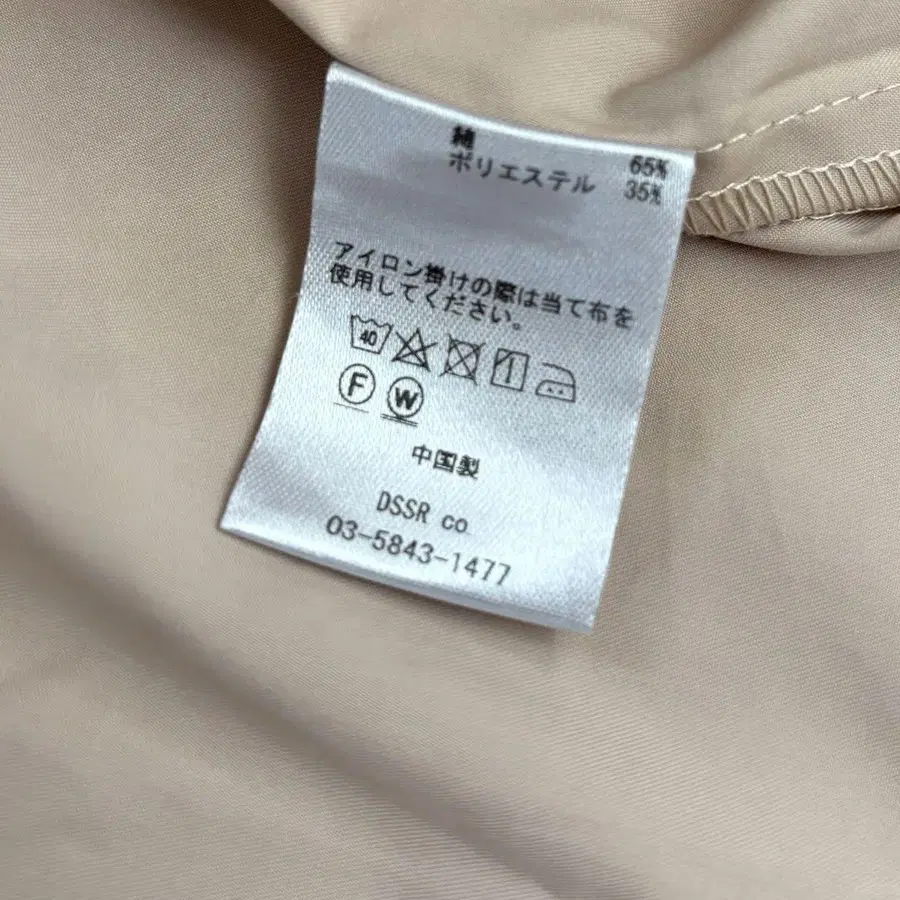 綿 65%
ポリエステル 35%
アイロン掛けの際は当て布を
使用してください。
40
F W
中国製
DSSR co
03-5843-1477